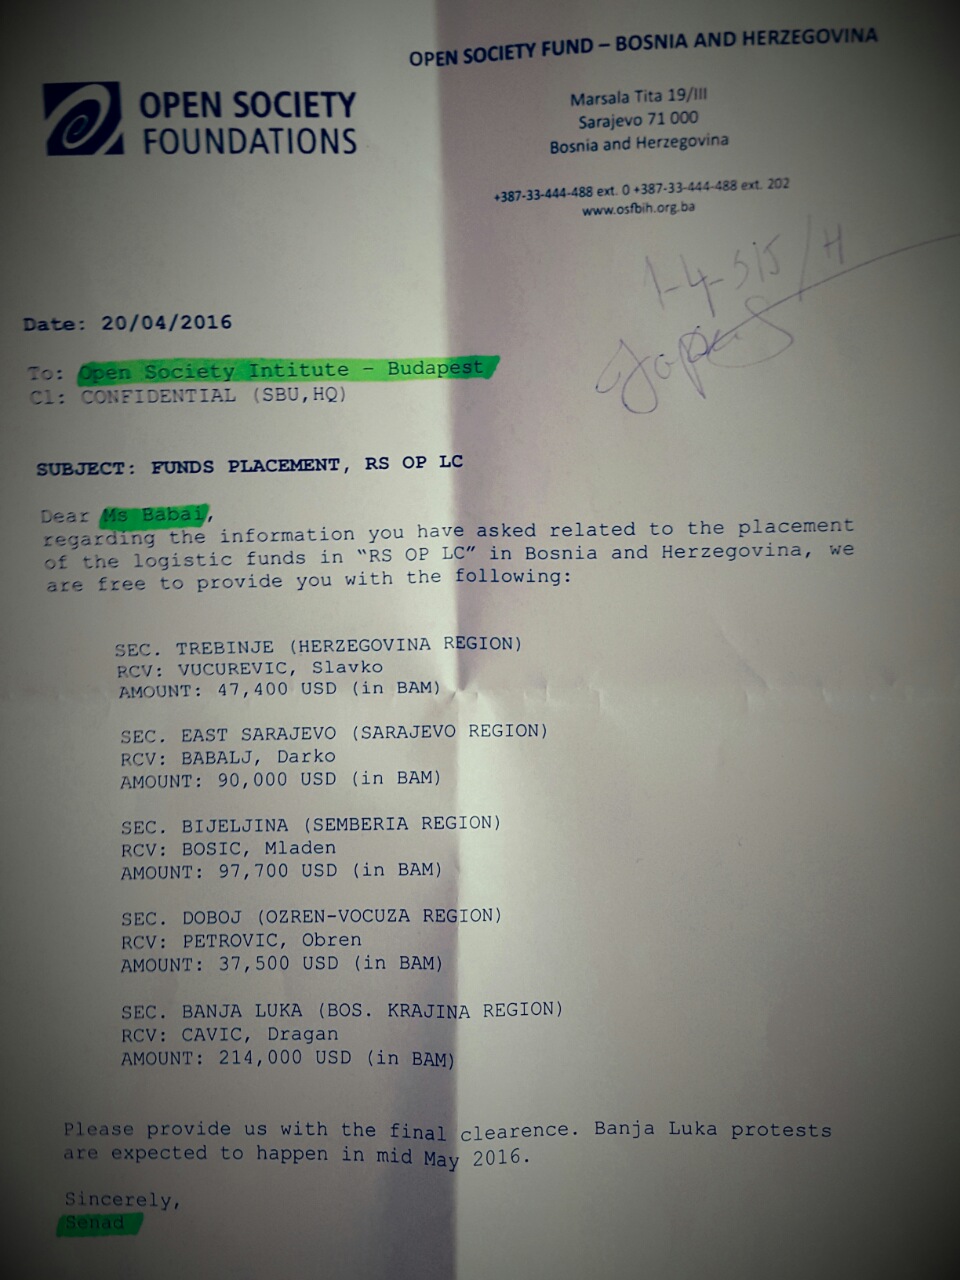 OPEN SOCIETY FUND – BOSNIA AND HERZEGOVINA
OPEN SOCIETY
FOUNDATIONS
Marsala Tita 19/III
Sarajevo 71 000
Bosnia and Herzegovina
+387-33-444-488 ext. 0 +387-33-444-488 ext. 202
www.osfbih.org.ba
Date: 20/04/2016
To: Open Society Intitute - Budapest
Cl: CONFIDENTIAL (SBU,HQ)
SUBJECT: FUNDS PLACEMENT, RS OP LC
Dear Ms Babai,
regarding the information you have asked related to the placement
of the logistic funds in "RS OP LC" in Bosnia and Herzegovina, we
are free to provide you with the following:
SEC. TREBINJE (HERZEGOVINA REGION)
RCV: VUCUREVIC, Slavko
AMOUNT: 47,400 USD (in BAM)
SEC. EAST SARAJEVO (SARAJEVO REGION)
RCV: BABALJ, Darko
AMOUNT: 90,000 USD (in BAM)
SEC. BIJELJINA (SEMBERIA REGION)
RCV: BOSIC, Mladen
AMOUNT: 97,700 USD (in BAM)
SEC. DOBOJ (OZREN-VOCUZA REGION)
RCV: PETROVIC, Obren
AMOUNT: 37,500 USD (in BAM)
SEC. BANJA LUKA (BOS. KRAJINA REGION)
RCV: CAVIC, Dragan
AMOUNT: 214,000 USD (in BAM)
Please provide us with the final clearence. Banja Luka protests
are expected to happen in mid May 2016.
Sincerely,
Senad